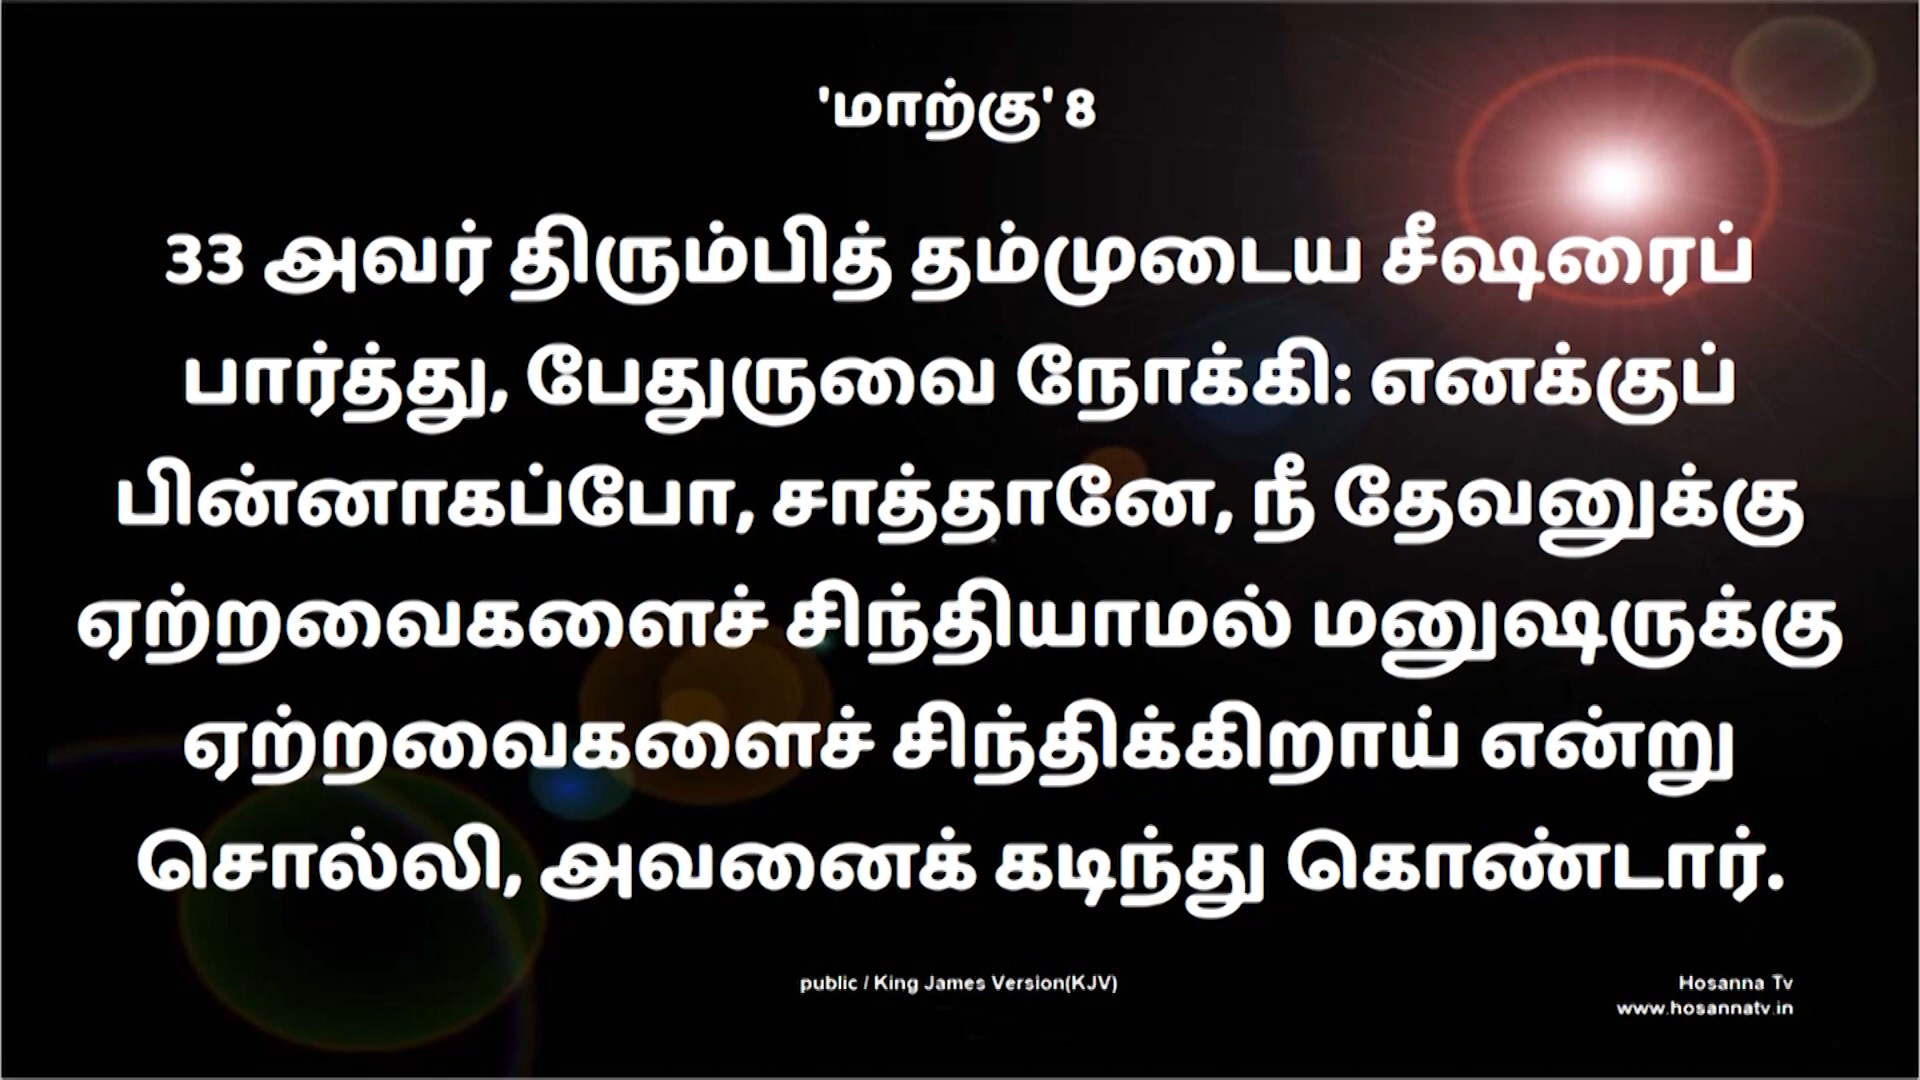 'மாற்கு' 8
33 அவர் திரும்பித் தம்முடைய சீஷரைப்
பார்த்து, பேதுருவை நோக்கி: எனக்குப்
பின்னாகப்போ, சாத்தானே, நீ தேவனுக்கு
ஏற்றவைகளைச் சிந்தியாமல் மனுஷருக்கு
ஏற்றவைகளைச் சிந்திக்கிறாய் என்று
சொல்லி, அவனைக் கடிந்து கொண்டார்.
public / King James Version(KJV)
Hosanna Tv
www.hosannatv.in